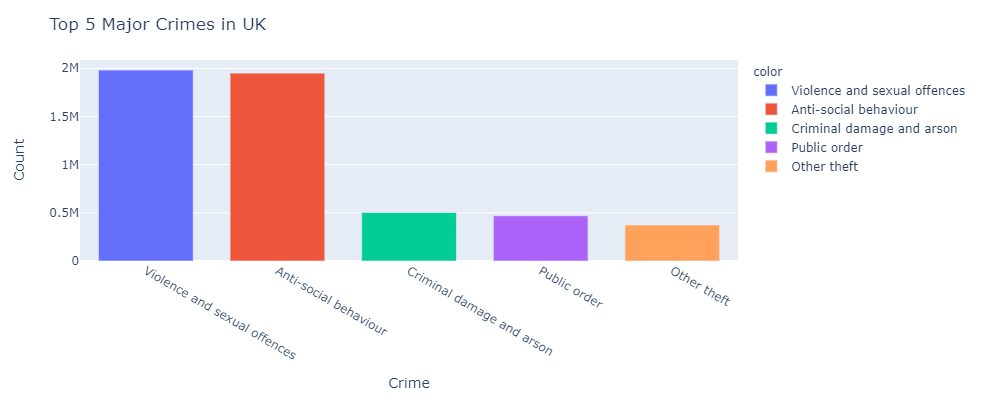 Top 5 Major Crimes in UK
2M
1.5M
1M
0.5M
0
Count
Violence and sexual offences
Anti-social behaviour
Criminal damage and arson
Public order
Other theft
Crime
color
Violence and sexual offences
Anti-social behaviour
Criminal damage and arson
Public order
Other theft